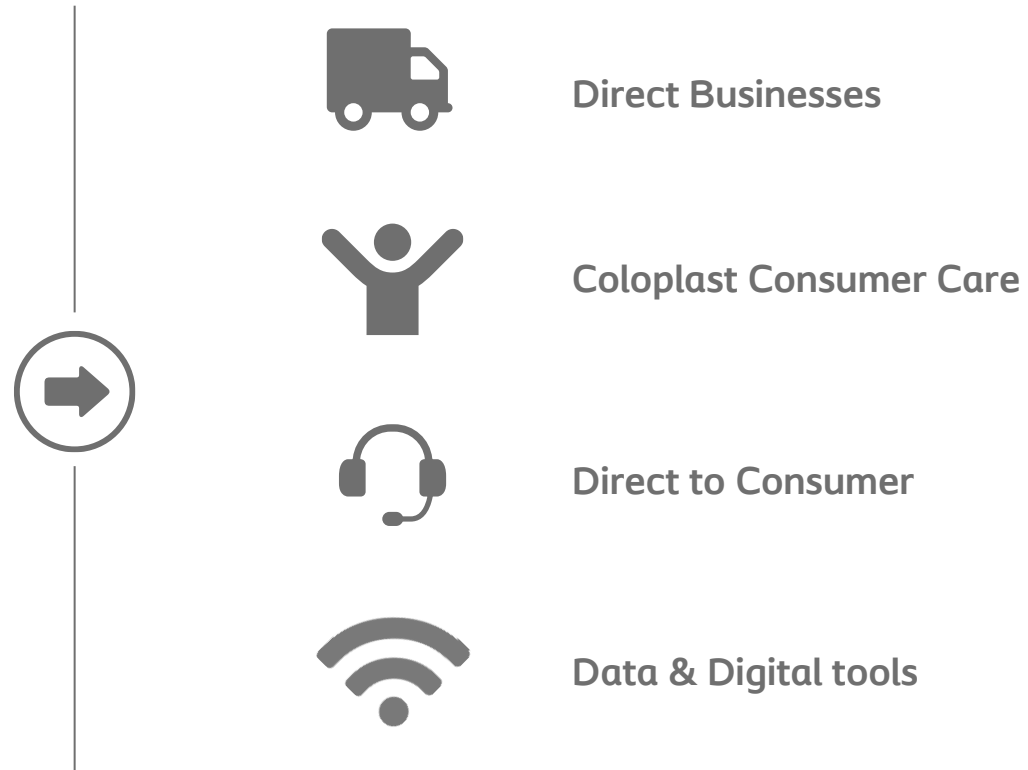 Direct Businesses
Coloplast Consumer Care
Direct to Consumer
Data & Digital tools